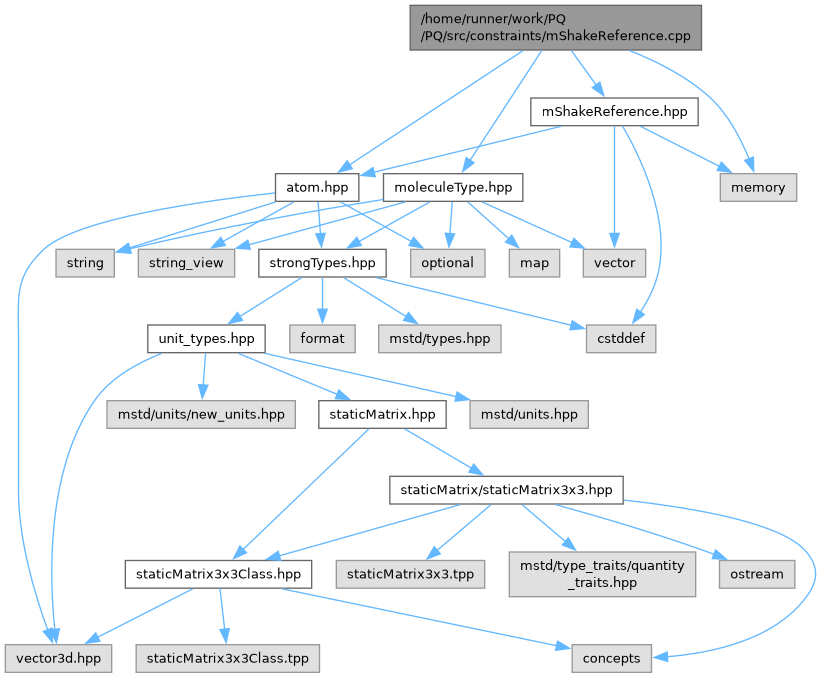 /home/runner/work/PQ
/PQ/src/constraints/mShakeReference.cpp
mShakeReference.hpp
atom.hpp
moleculeType.hpp
memory
string
string_view
strongTypes.hpp
optional
map
vector
unit_types.hpp
format
mstd/types.hpp
cstddef
mstd/units/new_units.hpp
staticMatrix.hpp
mstd/units.hpp
staticMatrix/staticMatrix3x3.hpp
staticMatrix3x3Class.hpp
staticMatrix3x3.tpp
mstd/type_traits/quantity
_traits.hpp
ostream
vector3d.hpp
staticMatrix3x3Class.tpp
concepts